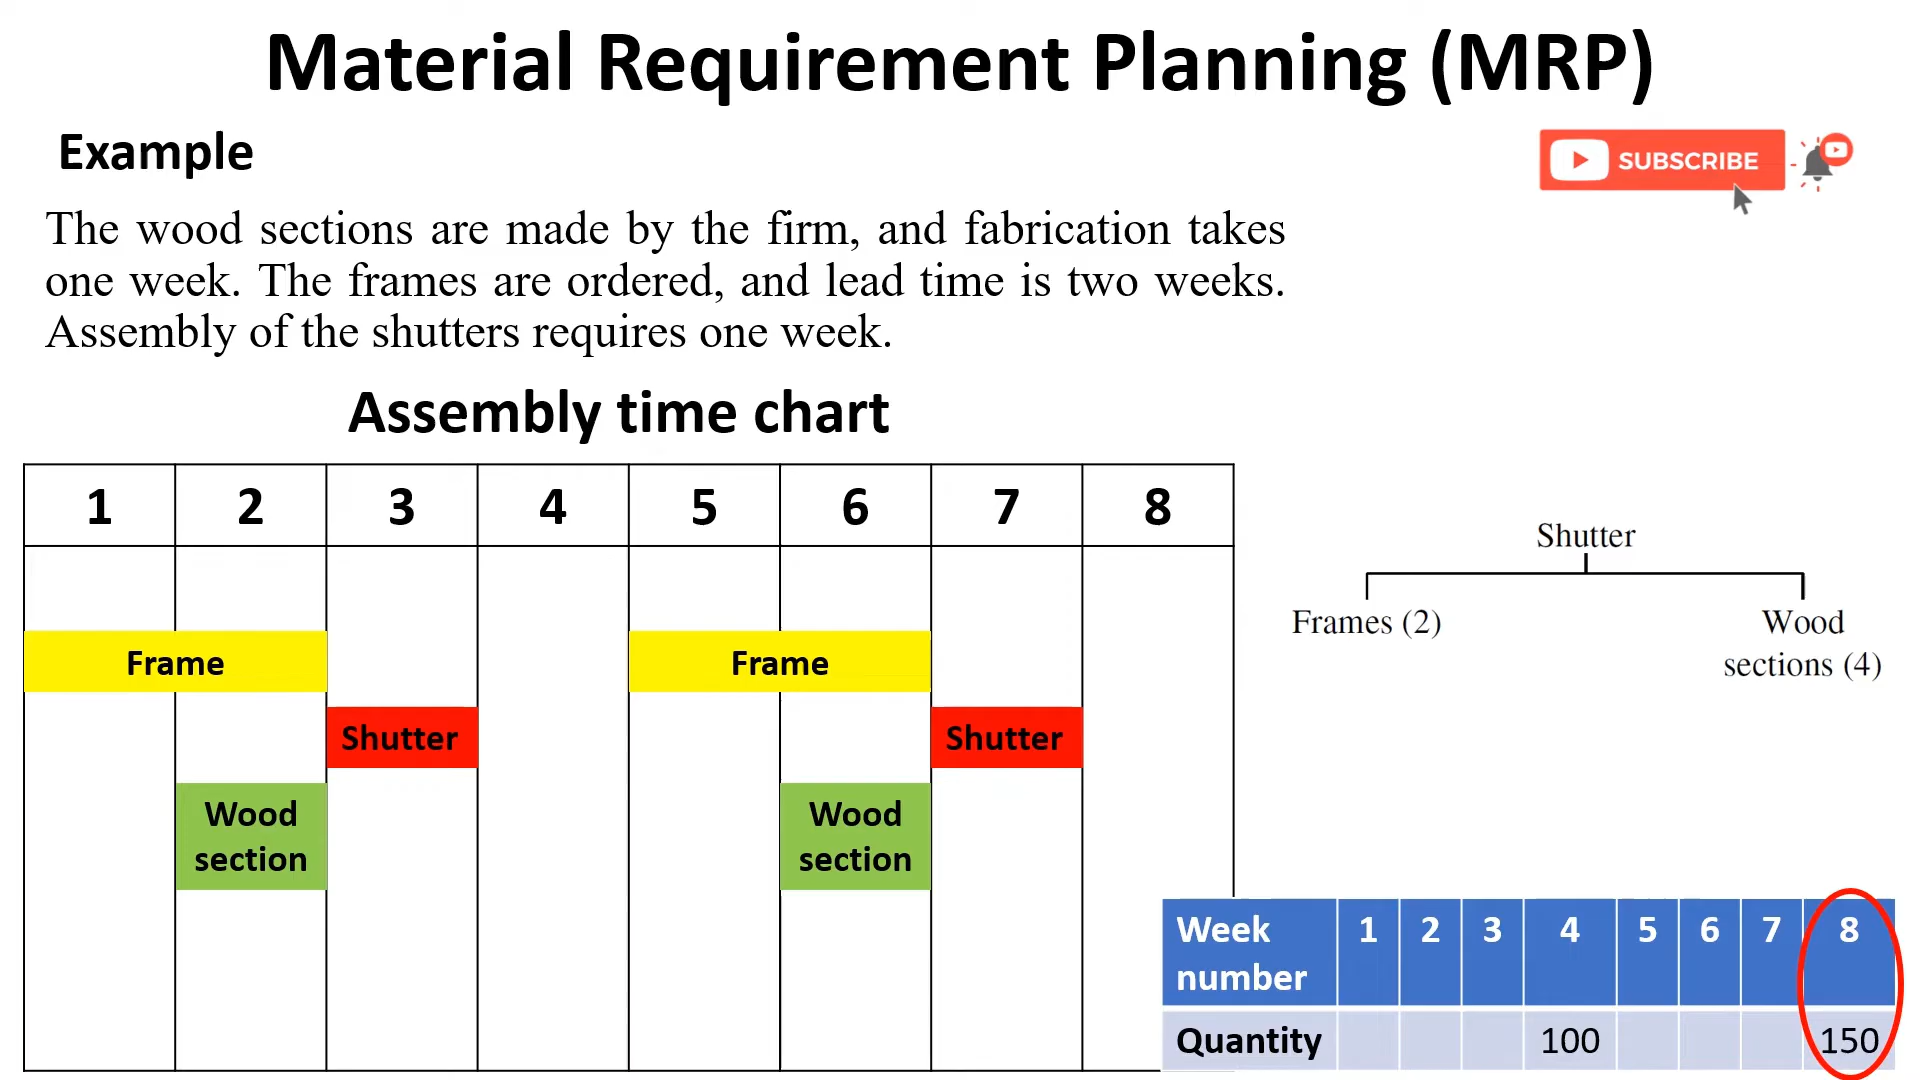 Material Requirement Planning (MRP)
Example
SUBSCRIBE
The wood sections are made by the firm, and fabrication takes
one week. The frames are ordered, and lead time is two weeks.
Assembly of the shutters requires one week.
Assembly time chart
1 2 3 4 5 6 7 8
Frame Frame
Shutter Shutter
Wood
section
Wood
section
Shutter
Frames (2)
Wood
sections (4)
Week
number
1 2 3 4 5 6 7 8
Quantity 100 150